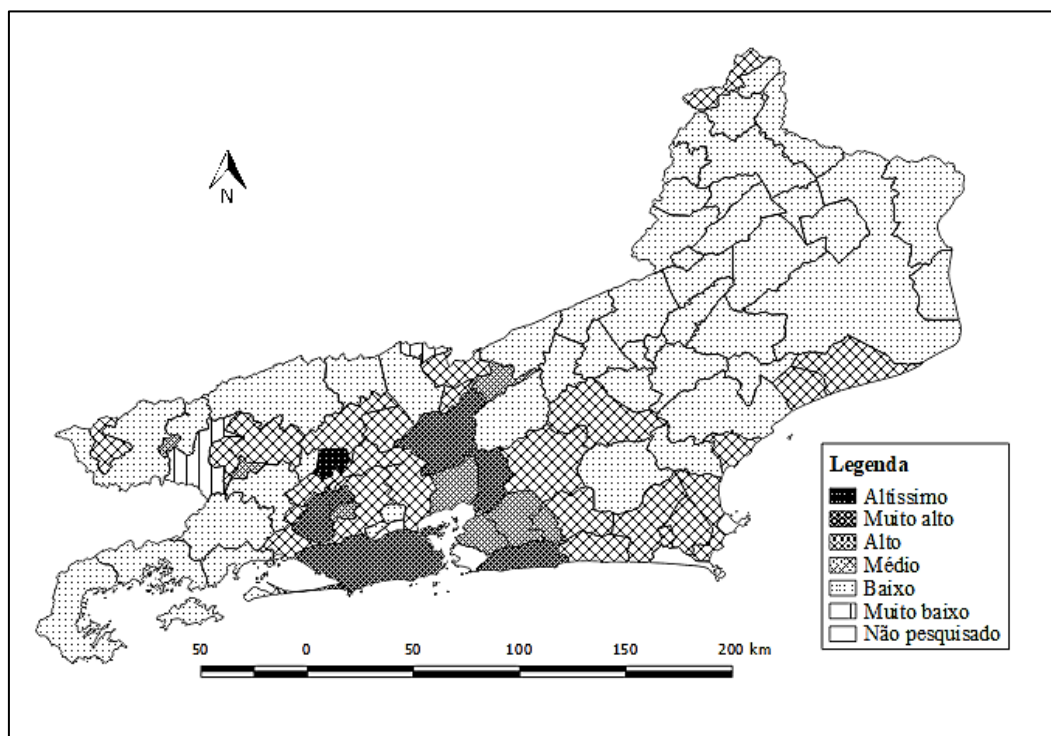 N
Legenda
Altíssimo
Muito alto
Alto
Médio
Baixo
Muito baixo
Não pesquisado
50 0 50 100 150 200 km